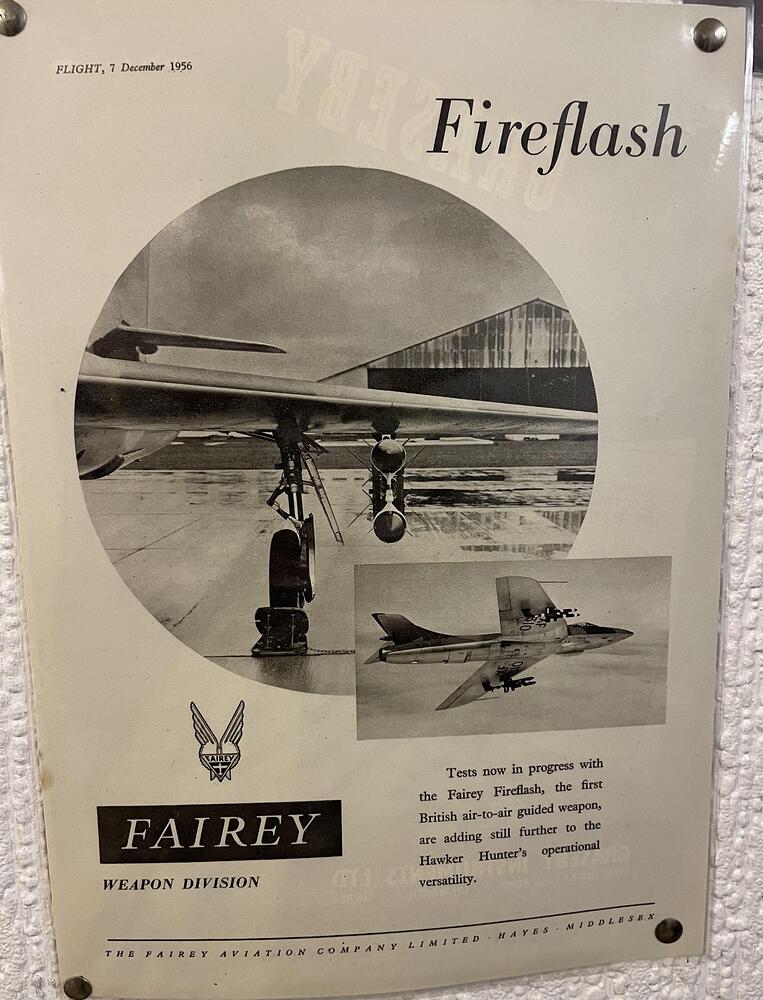 FLIGHT, 7 December 1956
Fireflash
FAIREY
FAIREY
WEAPON DIVISION
Tests now in progress with
the Fairey Fireflash, the first
British air-to-air guided weapon,
are adding still further to the
Hawker Hunter's operational
versatility.
THE FAIREY AVIATION COMPANY LIMITED · HAYES · MIDDLESEX